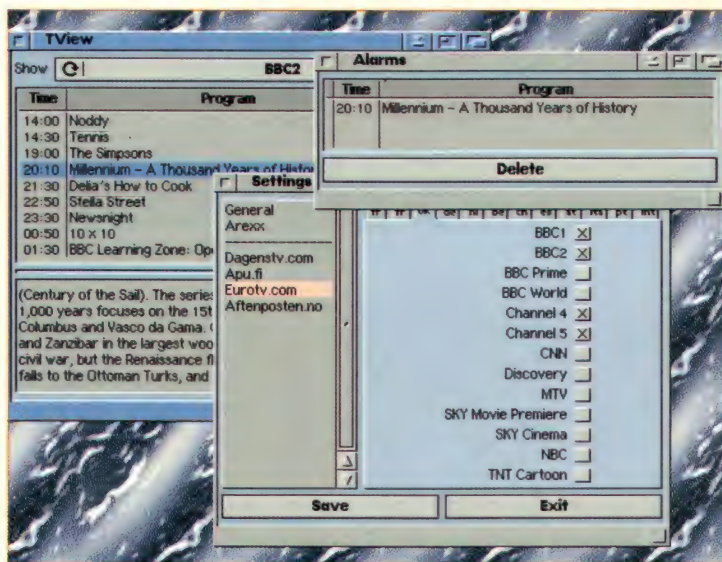 TView
Show BBC2
Time Program
14:00 Noddy
14:30 Tennis
19:00 The Simpsons
20:10 Millennium - A Thousand Years of Histor
21:30 Delia's How to Cook
22:50 Stella Street
23:30 Newsnight
00:50 10 x 10
01:30 BBC Learning Zone: Op
(Century of the Sail). The series
1,000 years focuses on the 15t
Columbus and Vasco da Gama.
and Zanzibar in the largest woo
civil war, but the Renaissance fl
falls to the Ottoman Turks, and
Alarms
Time Program
20:10 Millennium - A Thousand Years of History
Delete
Settings
General
Arexx
Dagenstv.com
Apu.fi
Eurotv.com
Aftenposten.no
BBC1
BBC2
BBC Prime
BBC World
Channel 4
Channel 5
CNN
Discovery
MTV
SKY Movie Premiere
SKY Cinema
NBC
TNT Cartoon
Save Exit